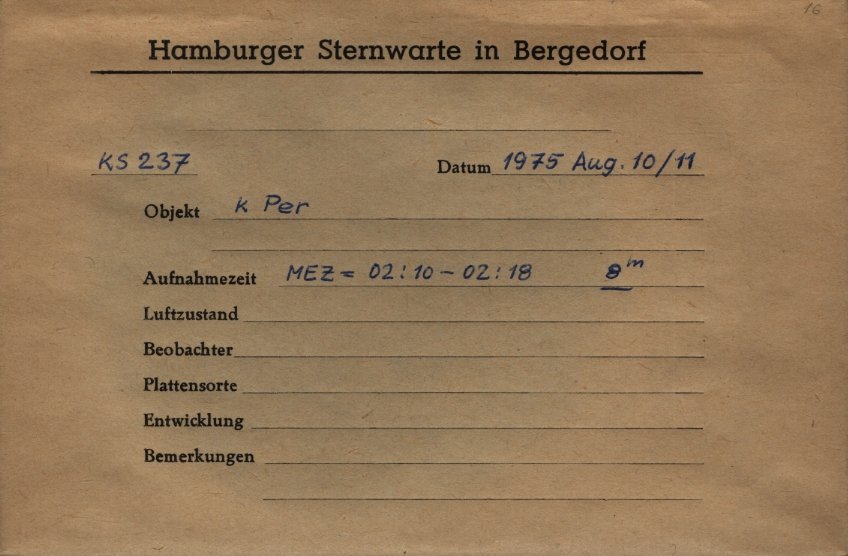 16
Hamburger Sternwarte in Bergedorf
KS 237 Datum 1975 Aug. 10/11
Objekt κ Per
Aufnahmezeit MEZ = 02:10 - 02:18 8ᵐ
Luftzustand
Beobachter
Plattensorte
Entwicklung
Bemerkungen